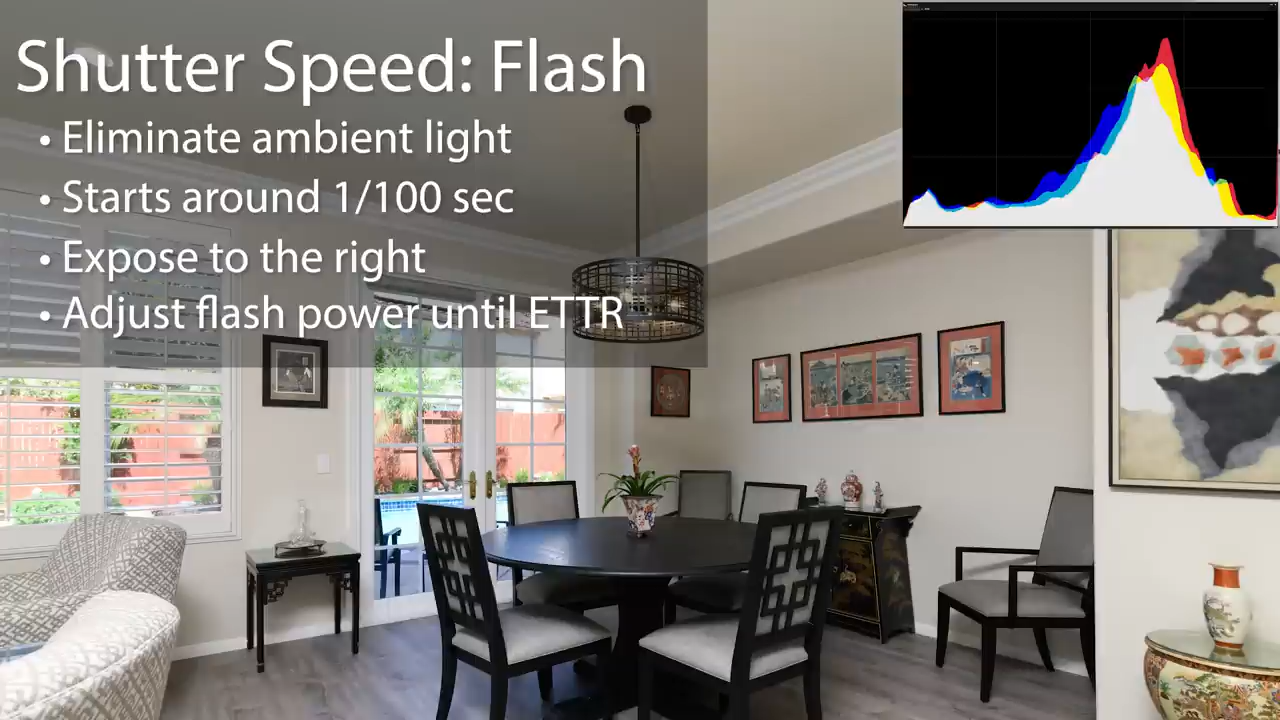 Shutter Speed: Flash
• Eliminate ambient light
• Starts around 1/100 sec
• Expose to the right
• Adjust flash power until ETTR